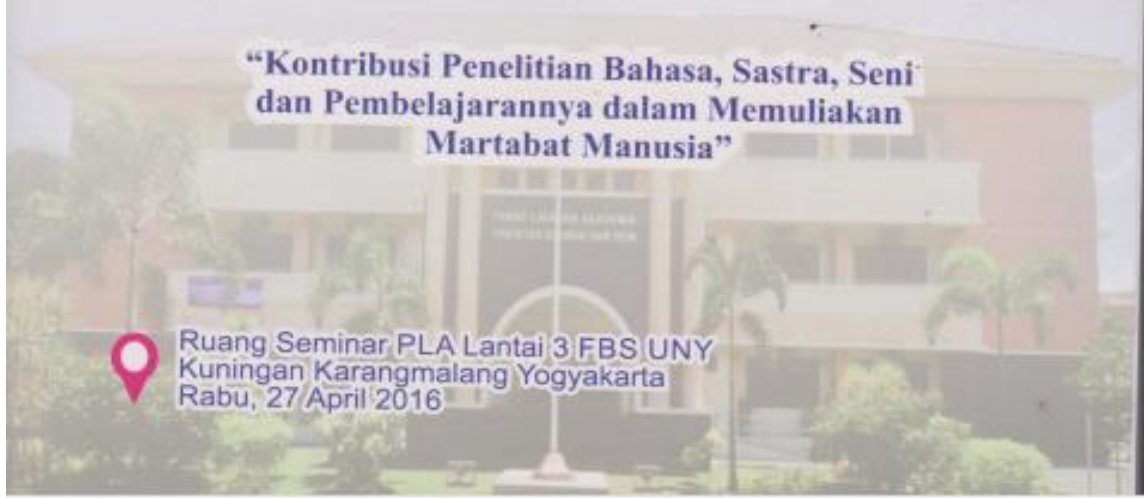 “Kontribusi Penelitian Bahasa, Sastra, Seni
dan Pembelajarannya dalam Memuliakan
Martabat Manusia”
Ruang Seminar PLA Lantai 3 FBS UNY
Kuningan Karangmalang Yogyakarta
Rabu, 27 April 2016